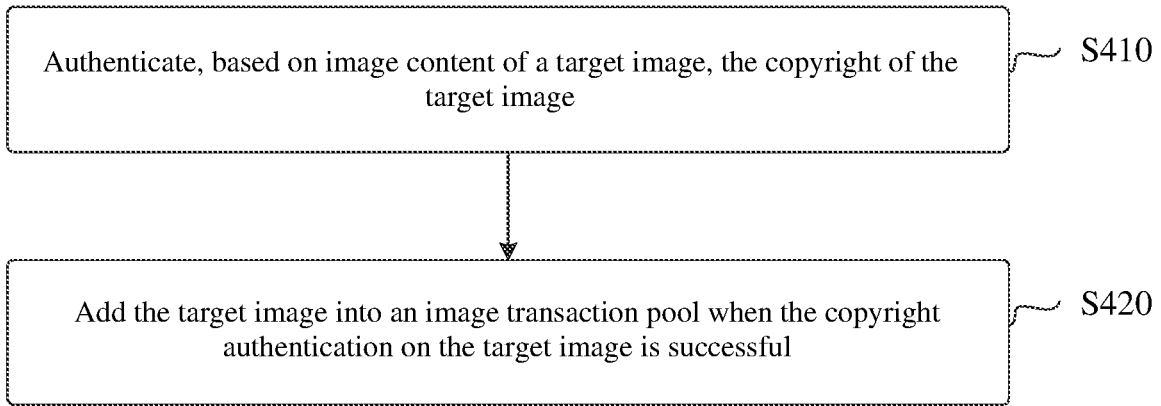 Authenticate, based on image content of a target image, the copyright of the
target image
S410
Add the target image into an image transaction pool when the copyright
authentication on the target image is successful
S420